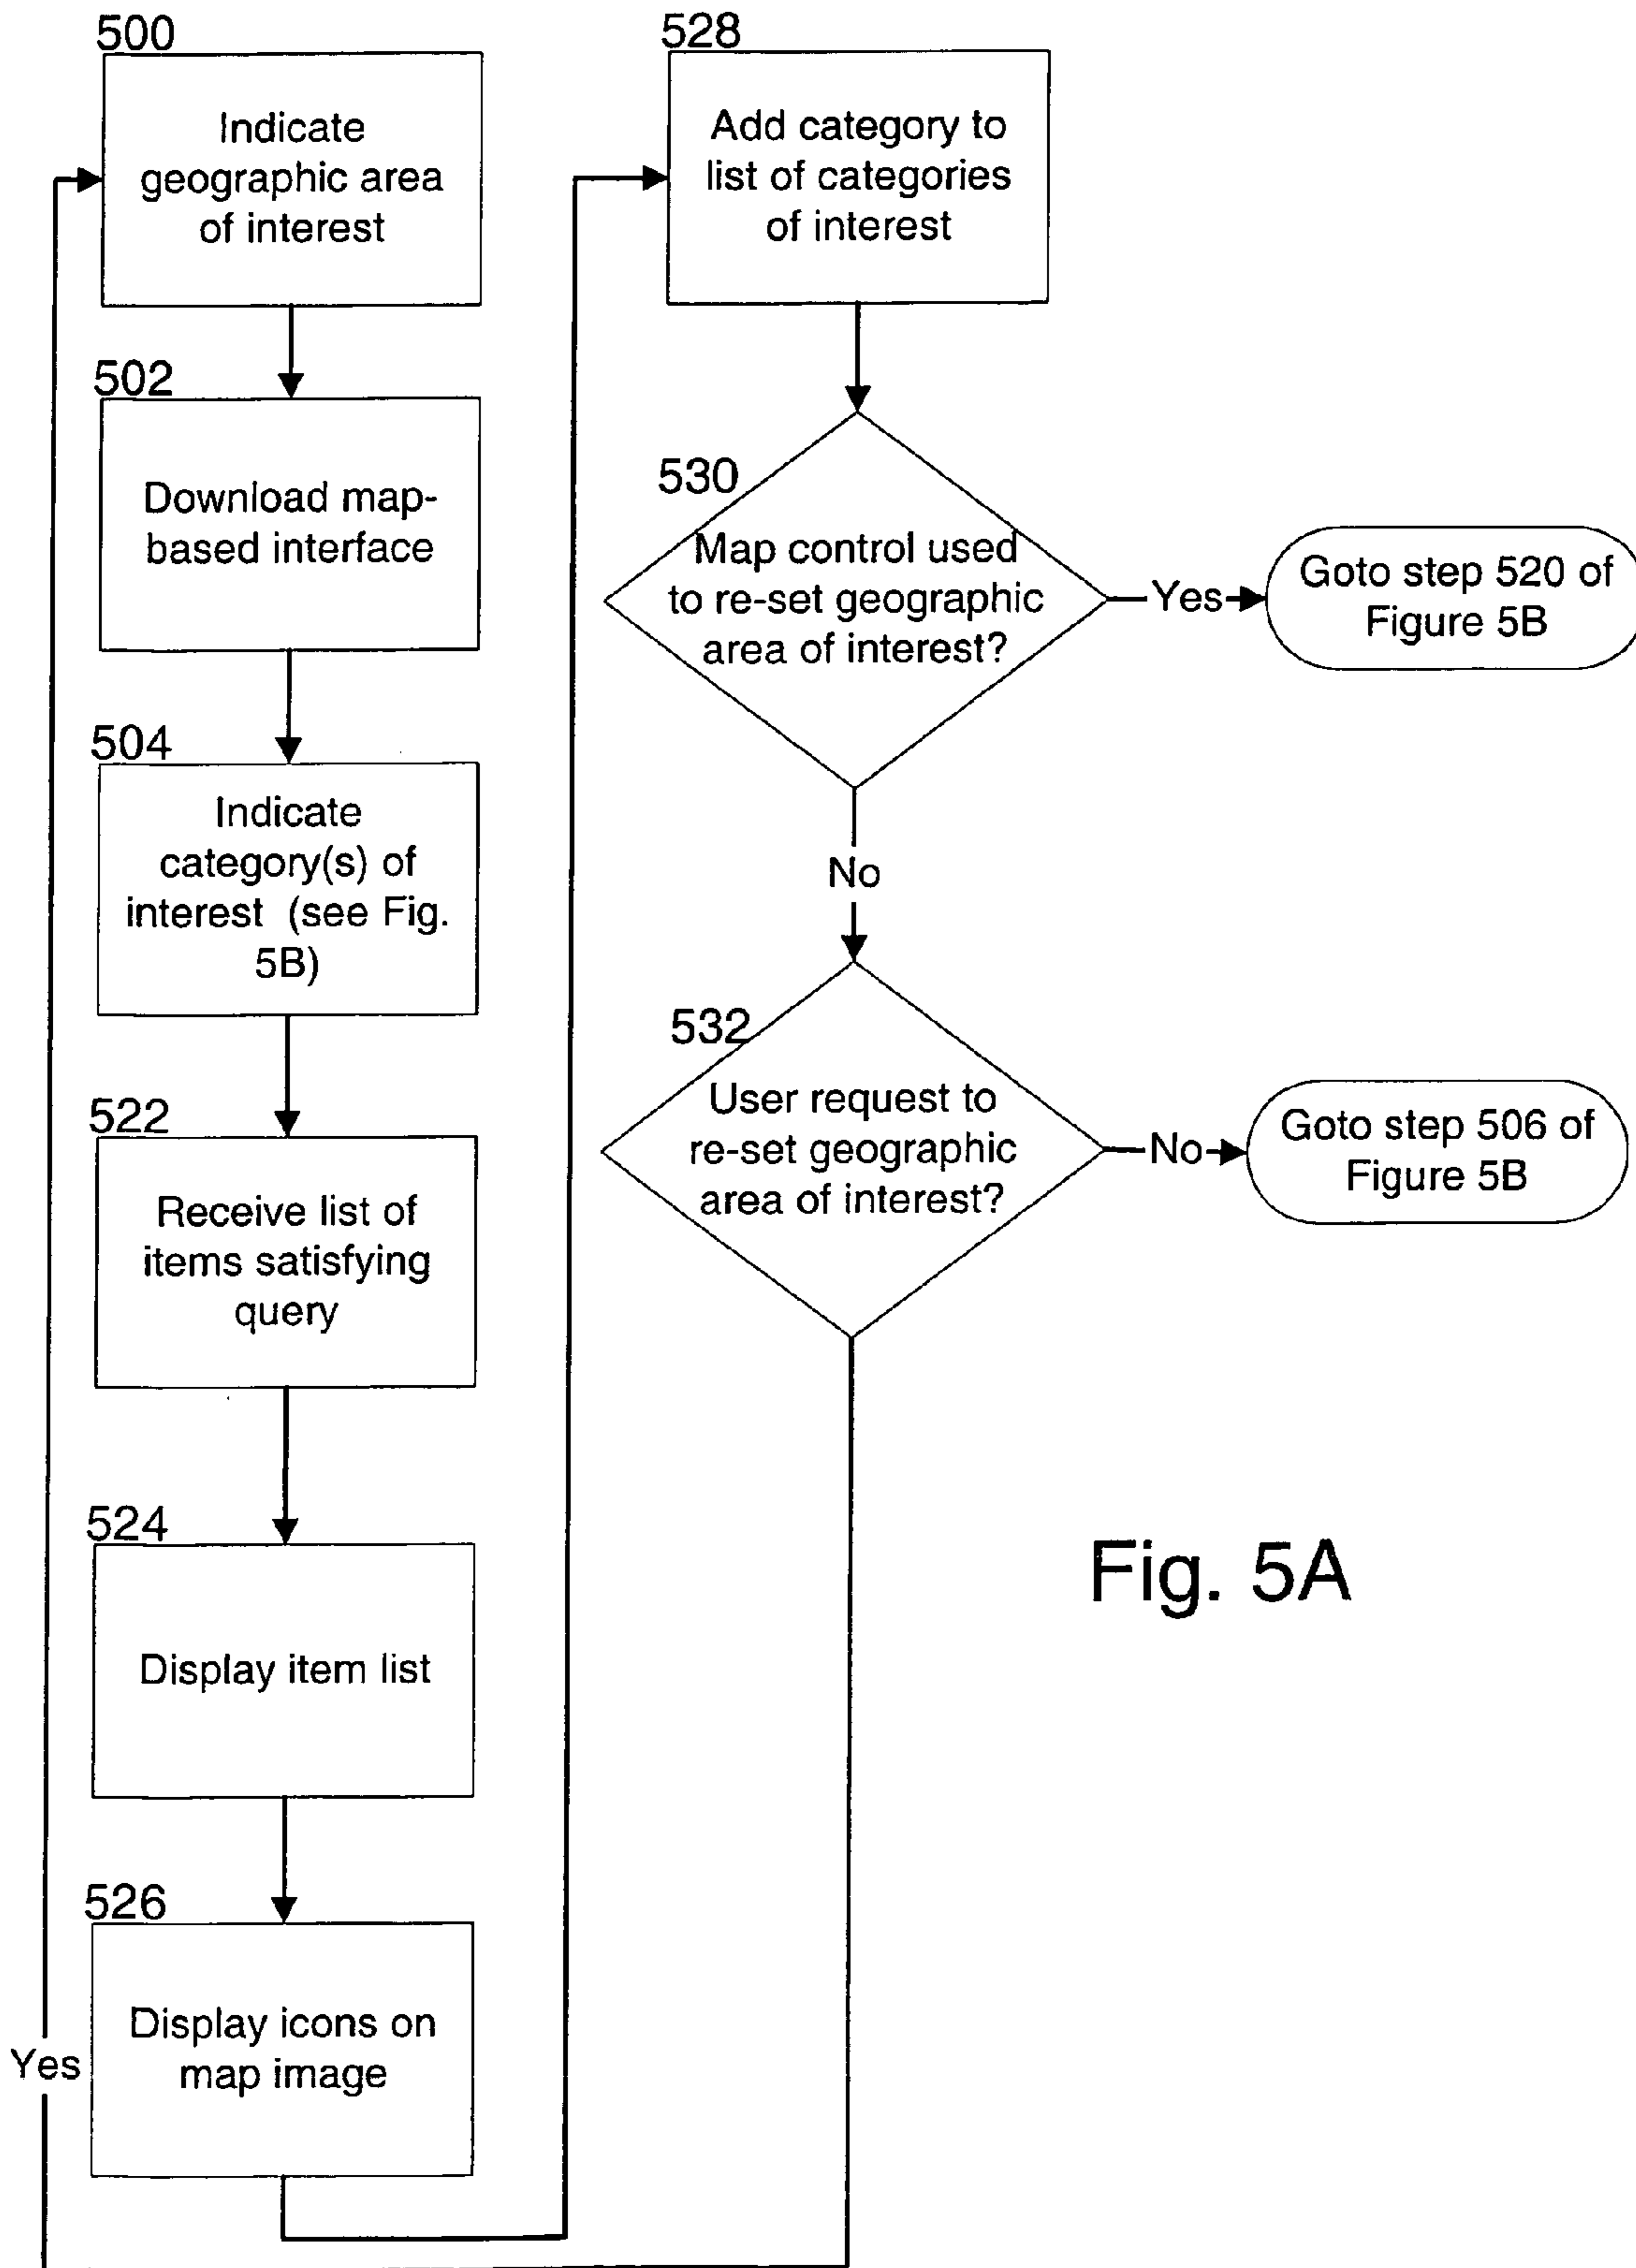 500
Indicate
geographic area
of interest
502
Download map-
based interface
504
Indicate
category(s) of
interest (see Fig.
5B)
522
Receive list of
items satisfying
query
524
Display item list
526
Display icons on
map image
Yes
528
Add category to
list of categories
of interest
530
Map control used
to re-set geographic
area of interest?
Yes
Goto step 520 of
Figure 5B
No
532
User request to
re-set geographic
area of interest?
No
Goto step 506 of
Figure 5B
Fig. 5A